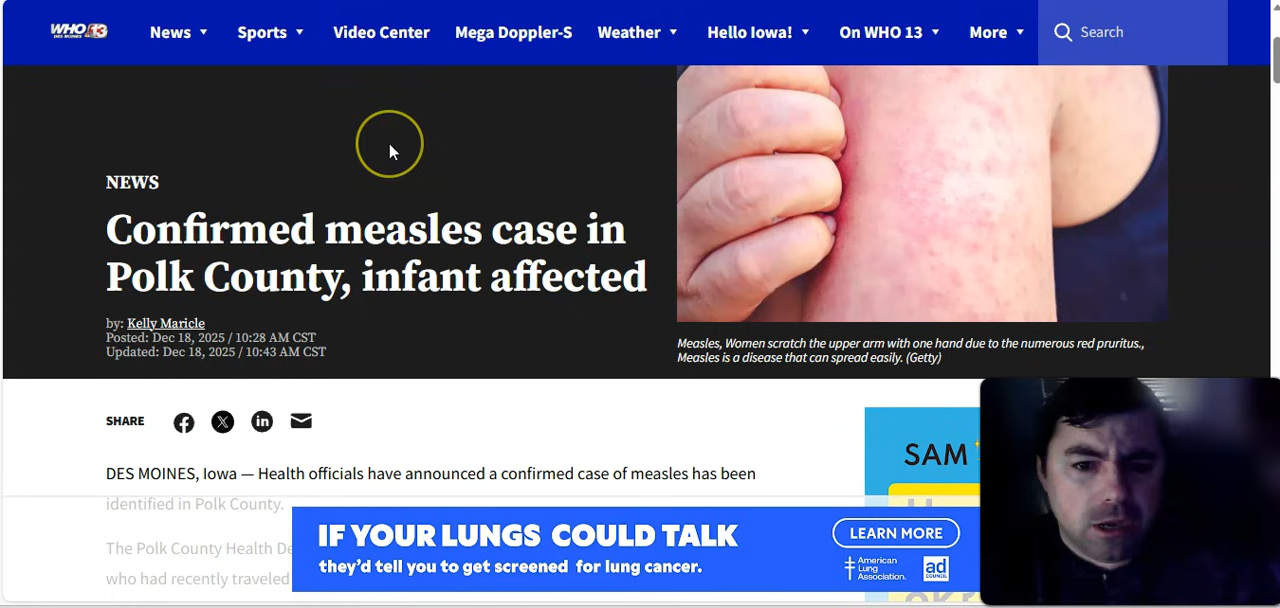 WHO 13
DES MOINES
News
Sports
Video Center
Mega Doppler-S
Weather
Hello Iowa!
On WHO 13
More
Search
NEWS
Confirmed measles case in
Polk County, infant affected
by: Kelly Maricle
Posted: Dec 18, 2025 / 10:28 AM CST
Updated: Dec 18, 2025 / 10:43 AM CST
Measles, Women scratch the upper arm with one hand due to the numerous red pruritus.,
Measles is a disease that can spread easily. (Getty)
SHARE
DES MOINES, Iowa — Health officials have announced a confirmed case of measles has been
identified in Polk County.
The Polk County Health De
who had recently traveled
SAM
IF YOUR LUNGS COULD TALK
they'd tell you to get screened for lung cancer.
LEARN MORE
American
Lung
Association.
ad
COUNCIL